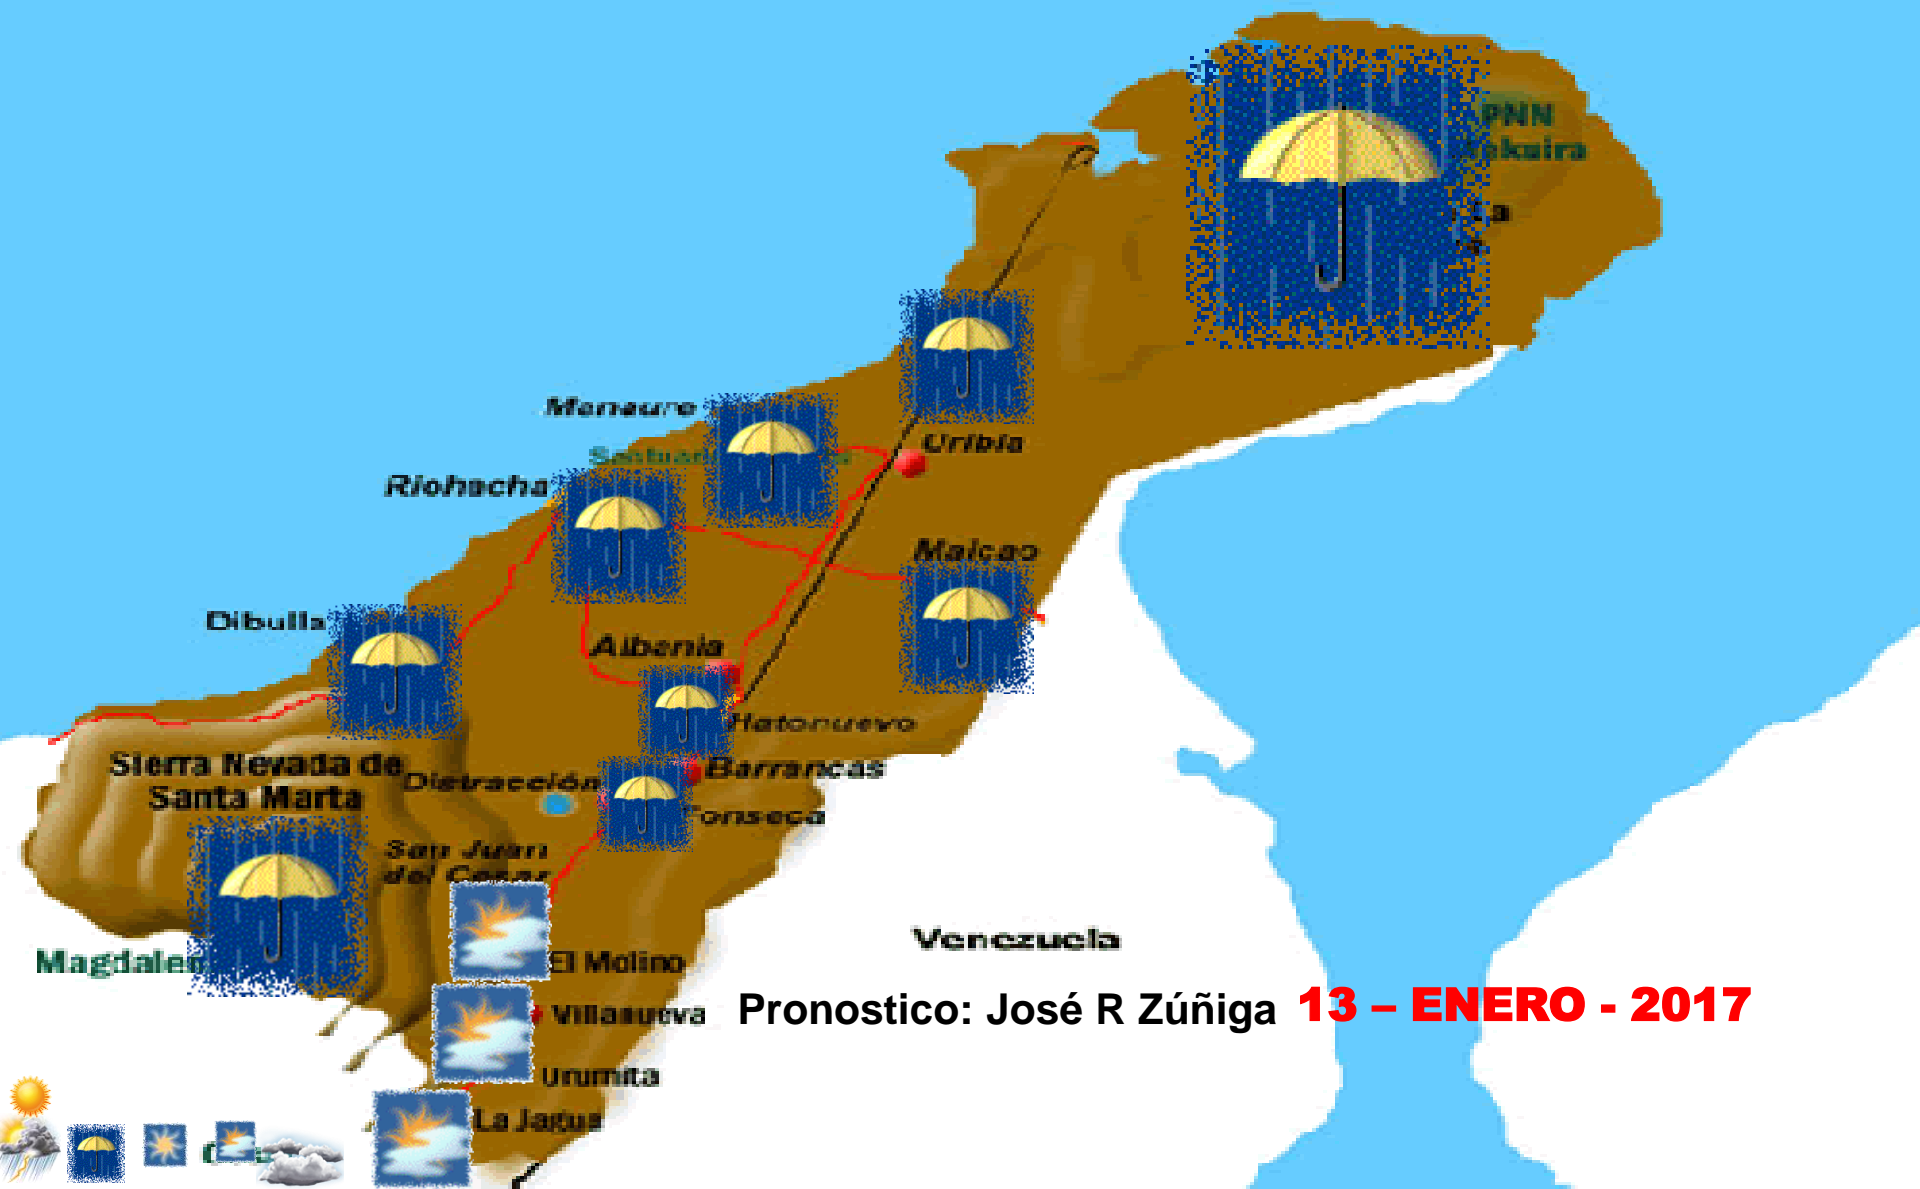 PNN
Manaure
Uribia
Riohacha
Maicao
Dibulla
Albania
Hatonuevo
Sierra Nevada de
Santa Marta
Distracción
Barrancas
Fonseca
San Juan
del Cesar
Venezuela
El Molino
Pronostico: José R Zúñiga 13 – ENERO - 2017
Villanueva
Urumita
La Jagua